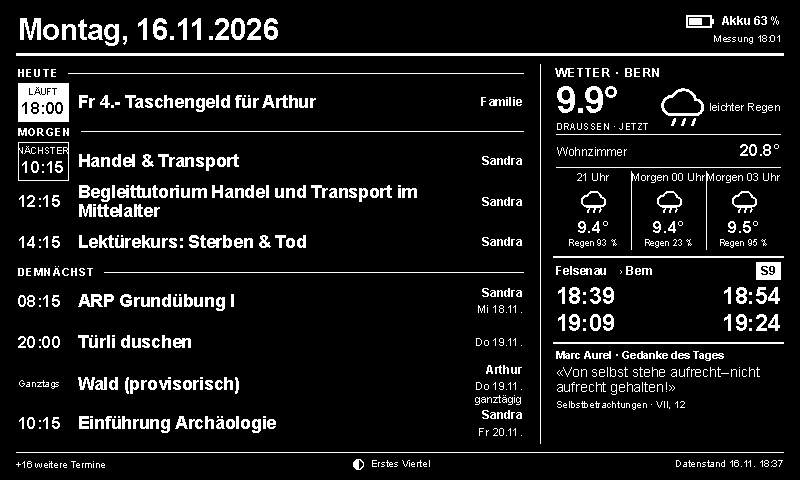 Montag, 16.11.2026
Akku 63 %
Messung 18:01
HEUTE
LÄUFT
18:00 Fr 4.- Taschengeld für Arthur Familie
MORGEN
NÄCHSTER
10:15 Handel & Transport Sandra
12:15 Begleittutorium Handel und Transport im
Mittelalter Sandra
14:15 Lektürekurs: Sterben & Tod Sandra
DEMNÄCHST
08:15 ARP Grundübung I Sandra
Mi 18.11.
20:00 Türli duschen Do 19.11.
Ganztags Wald (provisorisch) Arthur
Do 19.11.
ganztägig
10:15 Einführung Archäologie Sandra
Fr 20.11.
WETTER · BERN
9.9° leichter Regen
DRAUSSEN · JETZT
Wohnzimmer 20.8°
21 Uhr Morgen 00 Uhr Morgen 03 Uhr
9.4° 9.4° 9.5°
Regen 93 % Regen 23 % Regen 95 %
Felsenau › Bern S9
18:39 18:54
19:09 19:24
Marc Aurel · Gedanke des Tages
«Von selbst stehe aufrecht–nicht
aufrecht gehalten!»
Selbstbetrachtungen · VII, 12
+16 weitere Termine
Erstes Viertel
Datenstand 16.11. 18:37